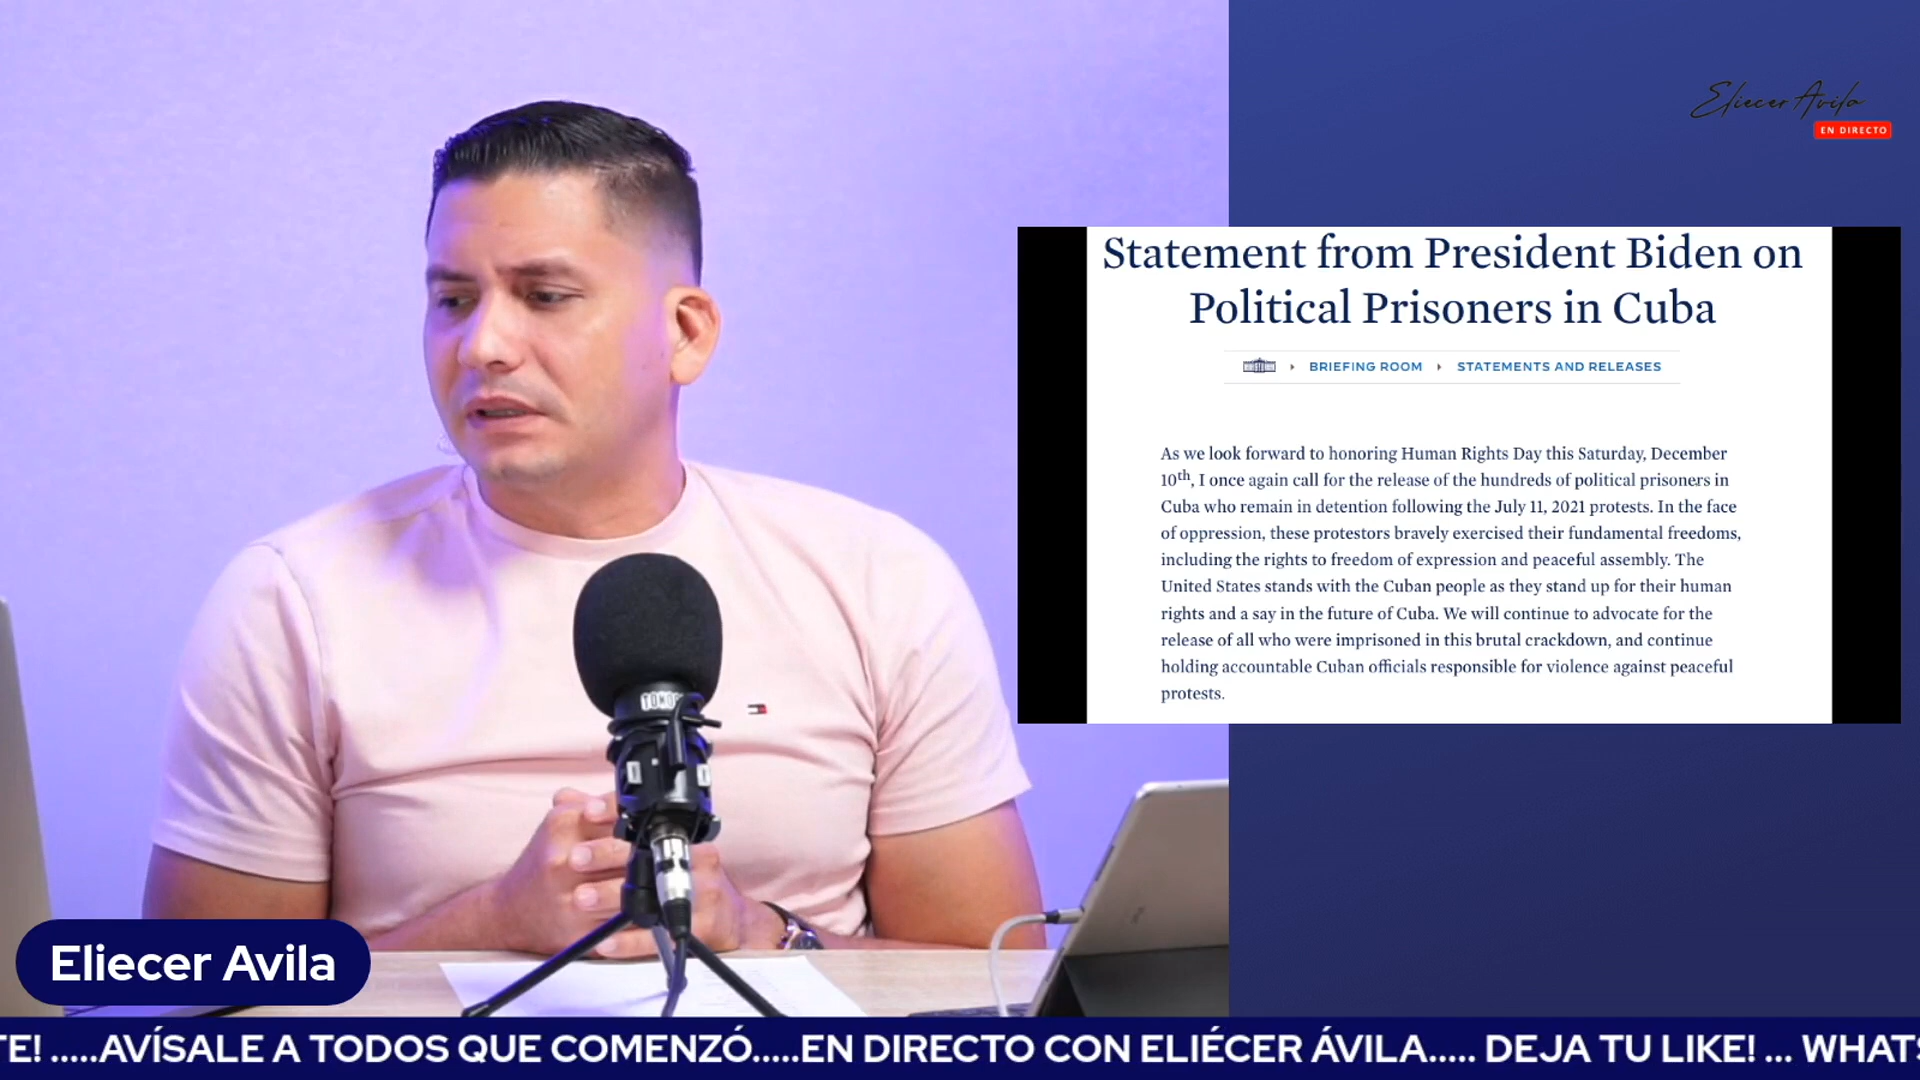 Eliecer Avila
EN DIRECTO
Statement from President Biden on
Political Prisoners in Cuba
BRIEFING ROOM
STATEMENTS AND RELEASES
As we look forward to honoring Human Rights Day this Saturday, December
10th, I once again call for the release of the hundreds of political prisoners in
Cuba who remain in detention following the July 11, 2021 protests. In the face
of oppression, these protestors bravely exercised their fundamental freedoms,
including the rights to freedom of expression and peaceful assembly. The
United States stands with the Cuban people as they stand up for their human
rights and a say in the future of Cuba. We will continue to advocate for the
release of all who were imprisoned in this brutal crackdown, and continue
holding accountable Cuban officials responsible for violence against peaceful
protests.
Eliecer Avila
TE! .....AVÍSALE A TODOS QUE COMENZÓ.....EN DIRECTO CON ELIÉCER ÁVILA..... DEJA TU LIKE! ... WHATS